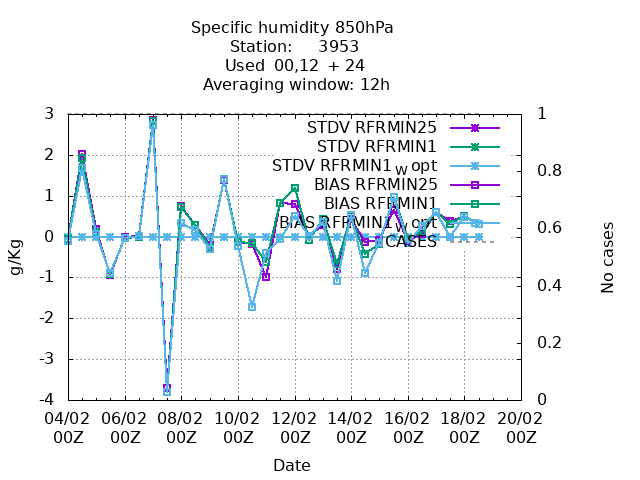 Specific humidity 850hPa
Station: 3953
Used 00,12 + 24
Averaging window: 12h
3 1
STDV RFRMIN25
STDV RFRMIN1
2 STDV RFRMIN1_w opt 0.8
BIAS RFRMIN25
1 BIAS RFRMIN1
BIAS RFRMIN1_w opt 0.6
0 CASES
-1 0.4
-2
-3 0.2
-4 0
g/Kg
No cases
04/02 06/02 08/02 10/02 12/02 14/02 16/02 18/02 20/02
00Z 00Z 00Z 00Z 00Z 00Z 00Z 00Z 00Z
Date